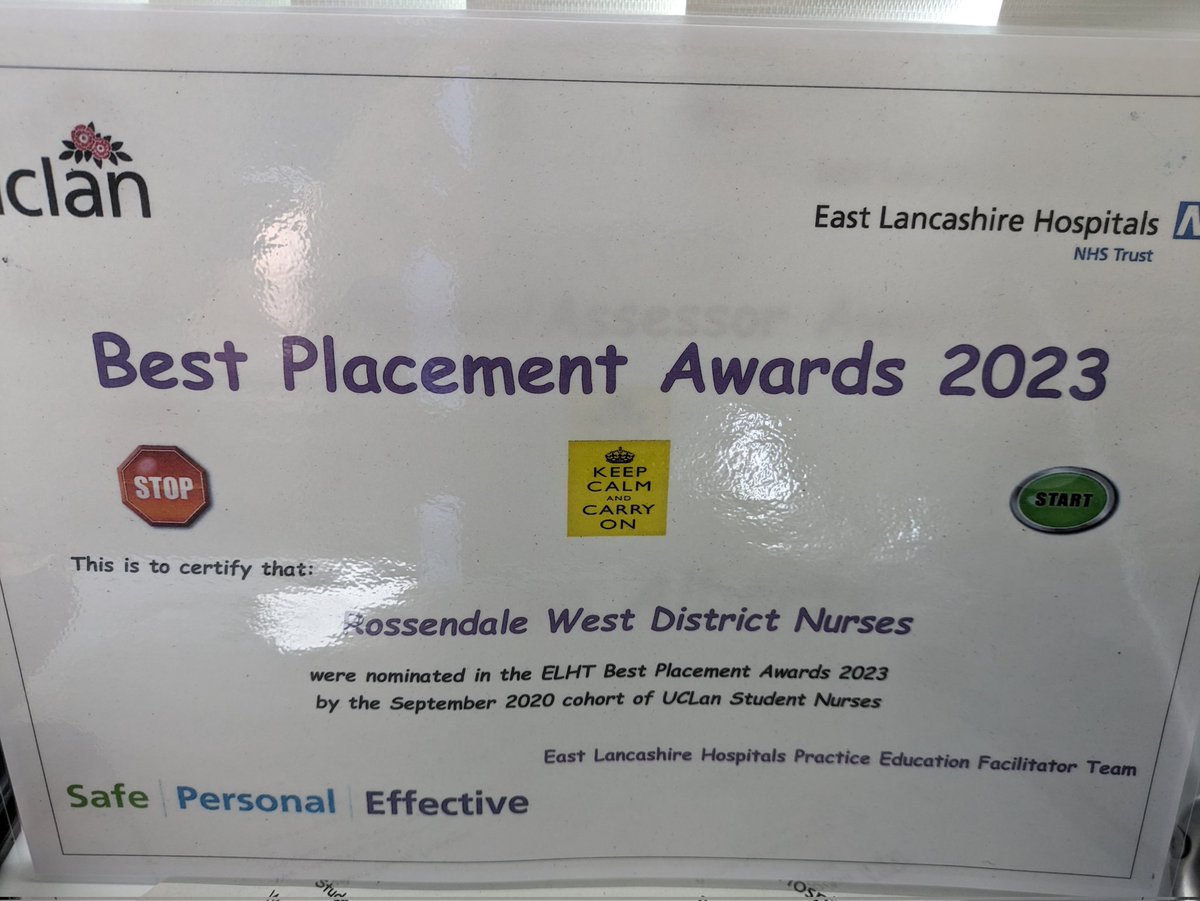 uclan
East Lancashire Hospitals
NHS Trust
Assessor
Best Placement Awards 2023
STOP
KEEP
CALM
AND
CARRY
ON
START
This is to certify that:
Rossendale West District Nurses
were nominated in the ELHT Best Placement Awards 2023
by the September 2020 cohort of UCLan Student Nurses
East Lancashire Hospitals Practice Education Facilitator Team
Safe | Personal | Effective